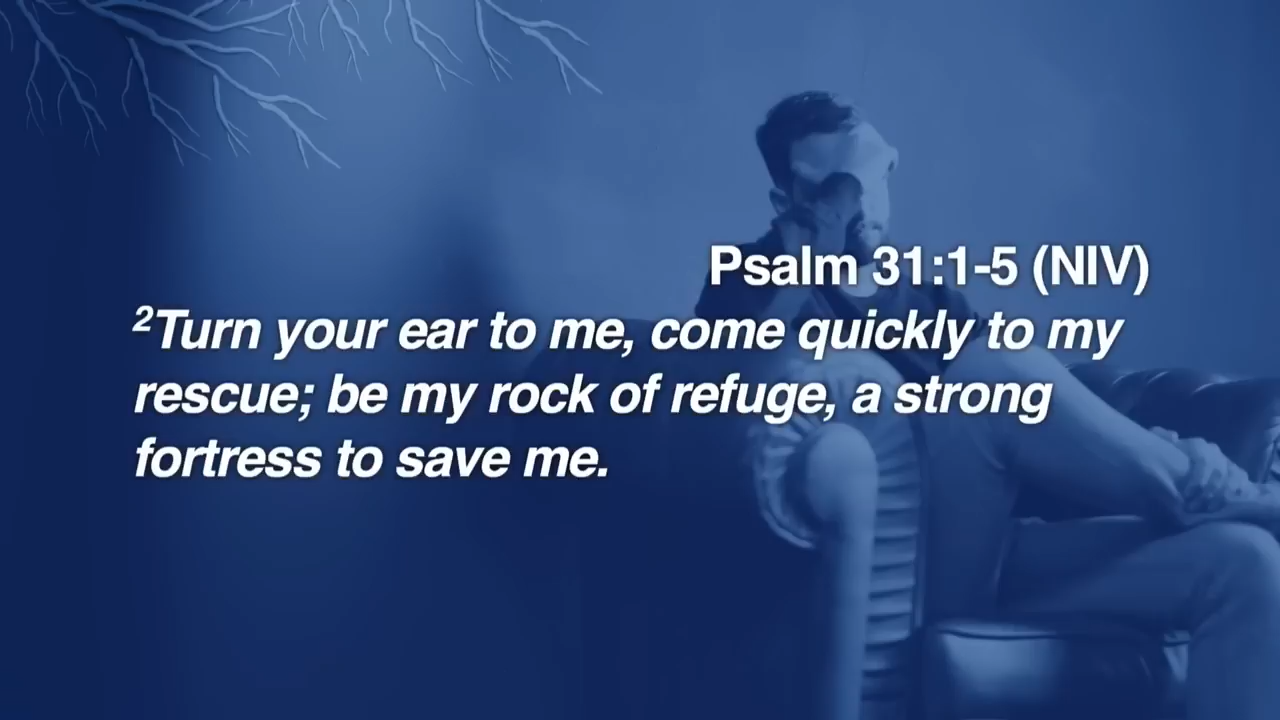 Psalm 31:1-5 (NIV)
²Turn your ear to me, come quickly to my
rescue; be my rock of refuge, a strong
fortress to save me.